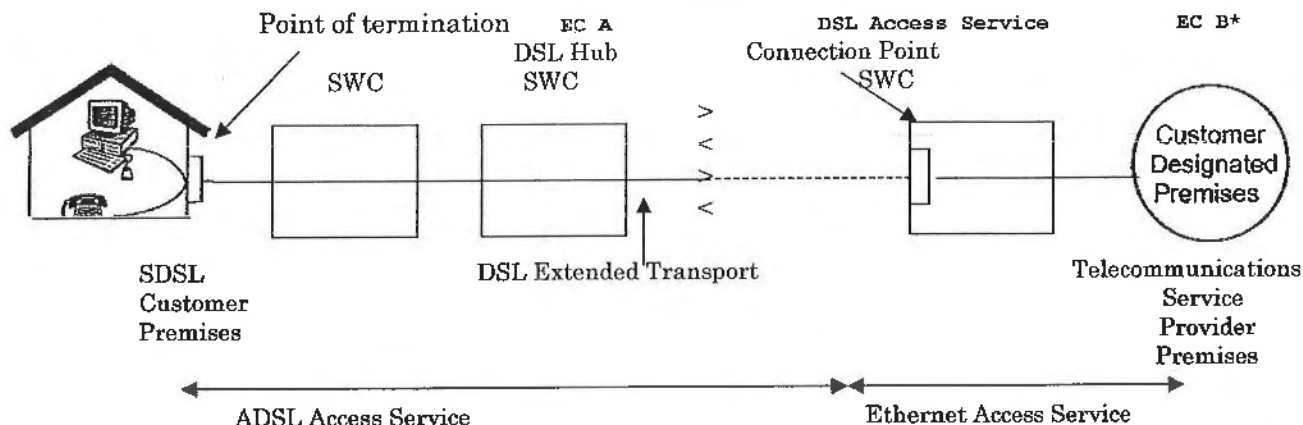 Point of termination
EC A
DSL Hub
SWC
SWC
DSL Access Service
Connection Point
SWC
EC B*
>
<
>
<
Customer
Designated
Premises
SDSL
Customer
Premises
DSL Extended Transport
Telecommunications
Service
Provider
Premises
ADSL Access Service
Ethernet Access Service